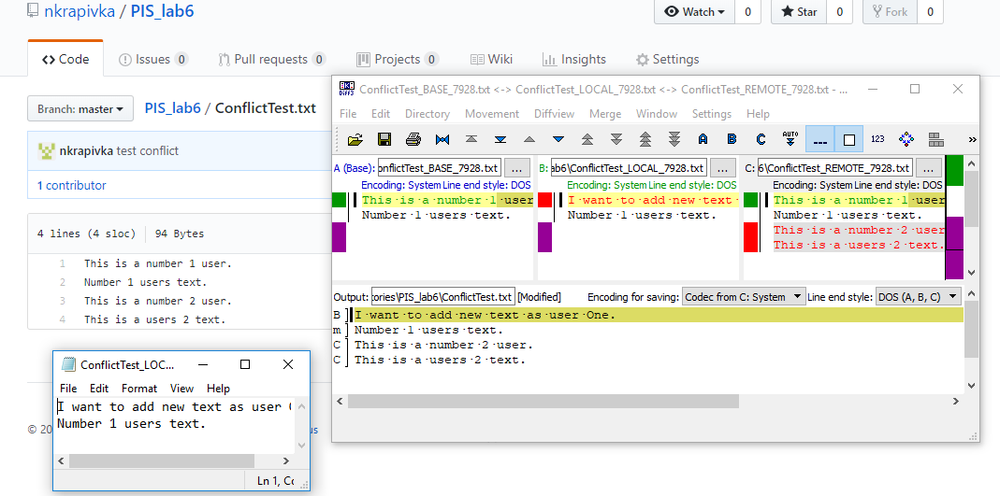 nkrapivka / PIS_lab6
Watch 0 Star 0 Fork 0
Code Issues 0 Pull requests 0 Projects 0 Wiki Insights Settings
Branch: master PIS_lab6 / ConflictTest.txt
nkrapivka test conflict
1 contributor
4 lines (4 sloc) 94 Bytes
1 This is a number 1 user.
2 Number 1 users text.
3 This is a number 2 user.
4 This is a users 2 text.
ConflictTest_BASE_7928.txt <-> ConflictTest_LOCAL_7928.txt <-> ConflictTest_REMOTE_7928.txt - ...
File Edit Directory Movement Diffview Merge Window Settings Help
A B C AUTO 123 »
A (Base): onflictTest_BASE_7928.txt ... B: b6\ConflictTest_LOCAL_7928.txt ... C: 6\ConflictTest_REMOTE_7928.txt ...
Encoding: System Line end style: DOS Encoding: System Line end style: DOS Encoding: System Line end style: DOS
This·is·a·number·1·user I·want·to·add·new·text· This·is·a·number·1·user
Number·1·users·text. Number·1·users·text. Number·1·users·text.
This·is·a·number·2·user
This·is·a·users·2·text.
Output: tories\PIS_lab6\ConflictTest.txt [Modified] Encoding for saving: Codec from C: System Line end style: DOS (A, B, C)
B I·want·to·add·new·text·as·user·One.
m Number·1·users·text.
C This·is·a·number·2·user.
C This·is·a·users·2·text.
ConflictTest_LOC...
File Edit Format View Help
I want to add new text as user
Number 1 users text.
Ln 1, Co
© 20
us